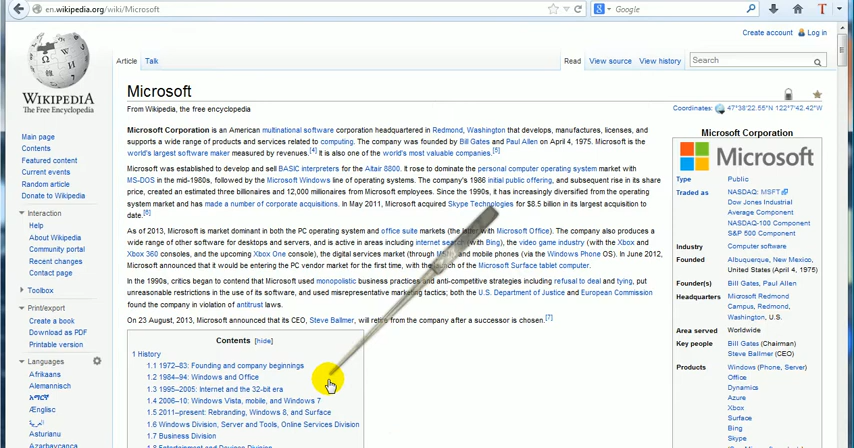 en.wikipedia.org/wiki/Microsoft
Google
Create account Log in
WIKIPEDIA
The Free Encyclopedia
Article Talk
Read View source View history Search
Microsoft
From Wikipedia, the free encyclopedia
Coordinates: 47°38′22.55″N 122°7′42.42″W
Microsoft Corporation is an American multinational software corporation headquartered in Redmond, Washington that develops, manufactures, licenses, and
supports a wide range of products and services related to computing. The company was founded by Bill Gates and Paul Allen on April 4, 1975. Microsoft is the
world's largest software maker measured by revenues.[4] It is also one of the world's most valuable companies.[5]
Microsoft was established to develop and sell BASIC interpreters for the Altair 8800. It rose to dominate the personal computer operating system market with
MS-DOS in the mid-1980s, followed by the Microsoft Windows line of operating systems. The company's 1986 initial public offering, and subsequent rise in its share
price, created an estimated three billionaires and 12,000 millionaires from Microsoft employees. Since the 1990s, it has increasingly diversified from the operating
system market and has made a number of corporate acquisitions. In May 2011, Microsoft acquired Skype Technologies for $8.5 billion in its largest acquisition to
date.[6]
As of 2013, Microsoft is market dominant in both the PC operating system and office suite markets (the latter with Microsoft Office). The company also produces a
wide range of other software for desktops and servers, and is active in areas including internet search (with Bing), the video game industry (with the Xbox and
Xbox 360 consoles, and the upcoming Xbox One console), the digital services market (through and mobile phones (via the Windows Phone OS). In June 2012,
Microsoft announced that it would be entering the PC vendor market for the first time, with the launch of the Microsoft Surface tablet computer.
In the 1990s, critics began to contend that Microsoft used monopolistic business practices and anti-competitive strategies including refusal to deal and tying, put
unreasonable restrictions in the use of its software, and used misrepresentative marketing tactics; both the U.S. Department of Justice and European Commission
found the company in violation of antitrust laws.
On 23 August, 2013, Microsoft announced that its CEO, Steve Ballmer, will retire from the company after a successor is chosen.[7]
Contents [hide]
1 History
1.1 1972–83: Founding and company beginnings
1.2 1984–94: Windows and Office
1.3 1995–2005: Internet and the 32-bit era
1.4 2006–10: Windows Vista, mobile, and Windows 7
1.5 2011–present: Rebranding, Windows 8, and Surface
1.6 Windows Division, Server and Tools, Online Services Division
1.7 Business Division
1.8 Entertainment and Devices Division
Main page
Contents
Featured content
Current events
Random article
Donate to Wikipedia
Interaction
Help
About Wikipedia
Community portal
Recent changes
Contact page
Toolbox
Print/export
Create a book
Download as PDF
Printable version
Languages
Afrikaans
Alemannisch
አማርኛ
Ænglisc
العربية
Asturianu
Azərbaycanca
Microsoft Corporation
Microsoft
Type Public
Traded as NASDAQ: MSFT
Dow Jones Industrial
Average Component
NASDAQ-100 Component
S&P 500 Component
Industry Computer software
Founded Albuquerque, New Mexico,
United States (April 4, 1975)
Founder(s) Bill Gates, Paul Allen
Headquarters Microsoft Redmond
Campus, Redmond,
Washington, U.S.
Area served Worldwide
Key people Bill Gates (Chairman)
Steve Ballmer (CEO)
Products Windows (Phone, Server)
Office
Dynamics
Azure
Xbox
Surface
Bing
Skype